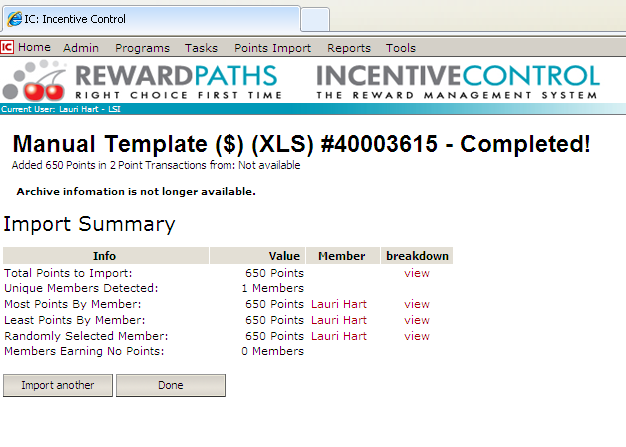 IC: Incentive Control
IC Home Admin Programs Tasks Points Import Reports Tools
REWARDPATHS INCENTIVECONTROL
RIGHT CHOICE FIRST TIME THE REWARD MANAGEMENT SYSTEM
Current User: Lauri Hart - LSI
Manual Template ($) (XLS) #40003615 - Completed!
Added 650 Points in 2 Point Transactions from: Not available
Archive infomation is no longer available.
Import Summary
Info Value Member breakdown
Total Points to Import: 650 Points view
Unique Members Detected: 1 Members
Most Points By Member: 650 Points Lauri Hart view
Least Points By Member: 650 Points Lauri Hart view
Randomly Selected Member: 650 Points Lauri Hart view
Members Earning No Points: 0 Members
Import another Done